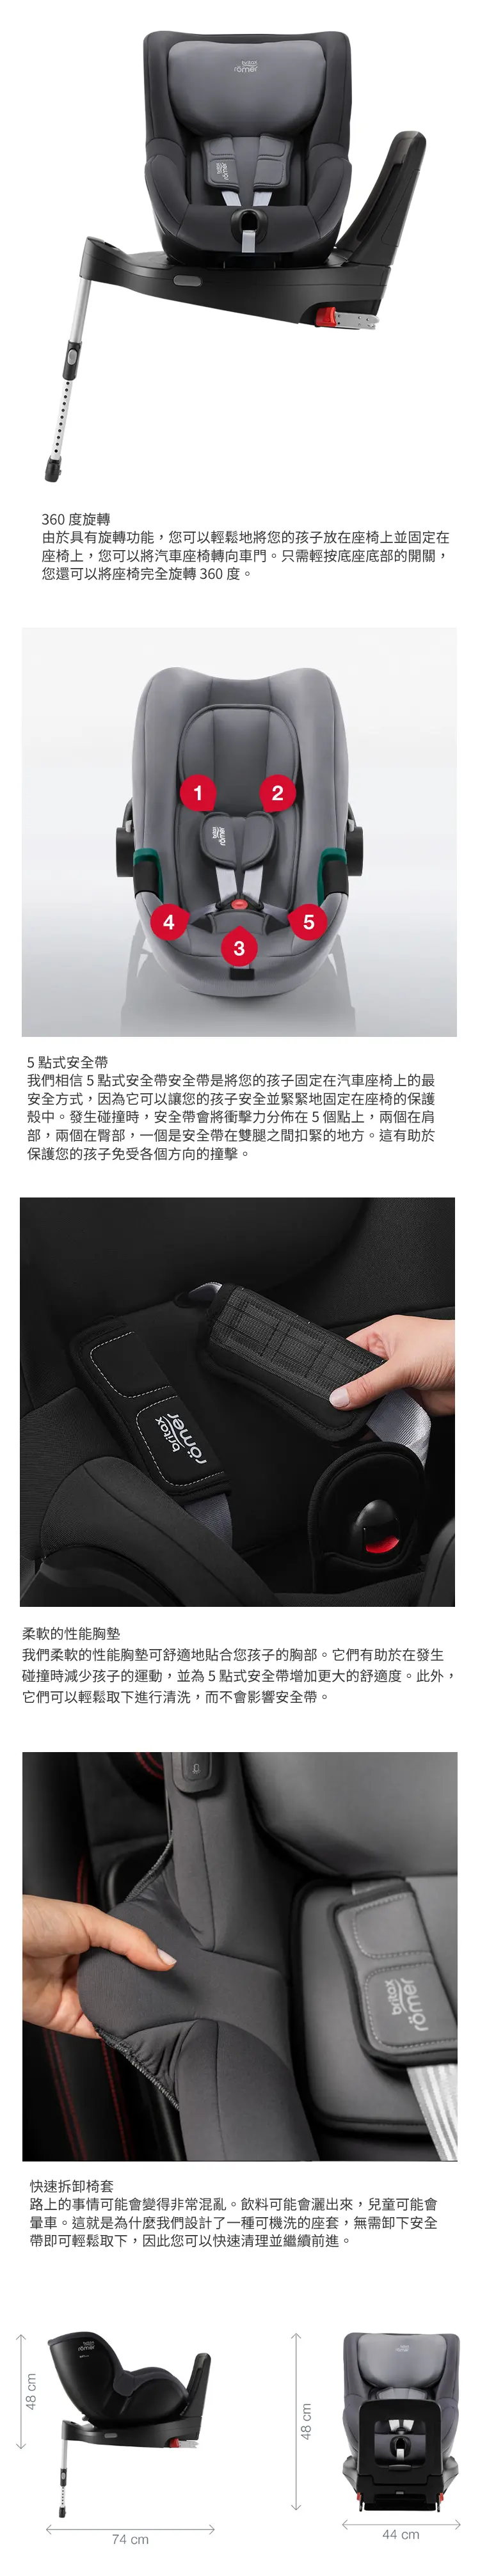 britax
römer
360 度旋轉
由於具有旋轉功能，您可以輕鬆地將您的孩子放在座椅上並固定在
座椅上，您可以將汽車座椅轉向車門。只需輕按底座底部的開關，
您還可以將座椅完全旋轉 360 度。
1
2
4
5
3
5 點式安全帶
我們相信 5 點式安全帶安全帶是將您的孩子固定在汽車座椅上的最
安全方式，因為它可以讓您的孩子安全並緊緊地固定在座椅的保護
殼中。發生碰撞時，安全帶會將衝擊力分佈在 5 個點上，兩個在肩
部，兩個在臀部，一個是安全帶在雙腿之間扣緊的地方。這有助於
保護您的孩子免受各個方向的撞擊。
britax
römer
柔軟的性能胸墊
我們柔軟的性能胸墊可舒適地貼合您孩子的胸部。它們有助於在發生
碰撞時減少孩子的運動，並為 5 點式安全帶增加更大的舒適度。此外，
它們可以輕鬆取下進行清洗，而不會影響安全帶。
britax
römer
快速拆卸椅套
路上的事情可能會變得非常混亂。飲料可能會灑出來，兒童可能會
暈車。這就是為什麼我們設計了一種可機洗的座套，無需卸下安全
帶即可輕鬆取下，因此您可以快速清理並繼續前進。
britax
römer
48 cm
74 cm
48 cm
44 cm